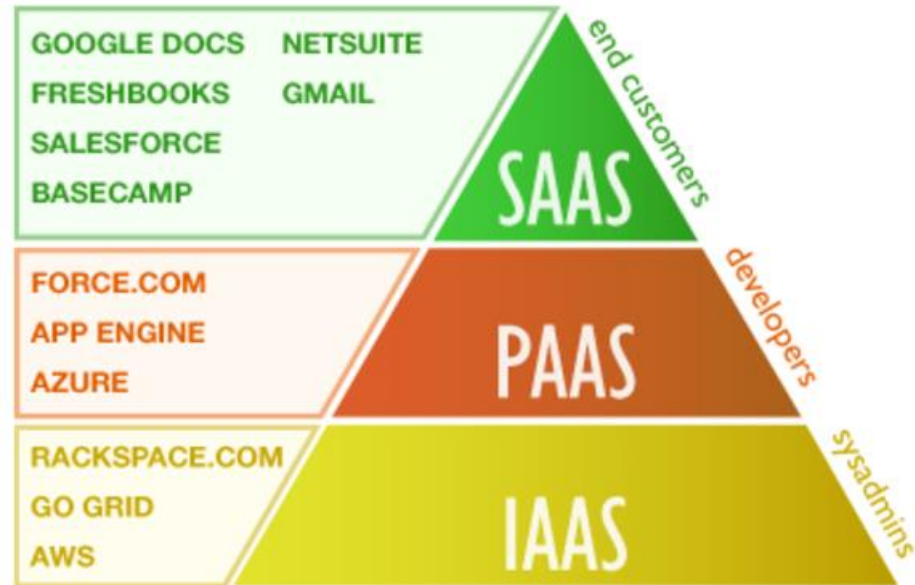 GOOGLE DOCS NETSUITE
FRESHBOOKS GMAIL
SALESFORCE
BASECAMP
SAAS
end customers
FORCE.COM
APP ENGINE
AZURE
PAAS
developers
RACKSPACE.COM
GO GRID
AWS
IAAS
sysadmins